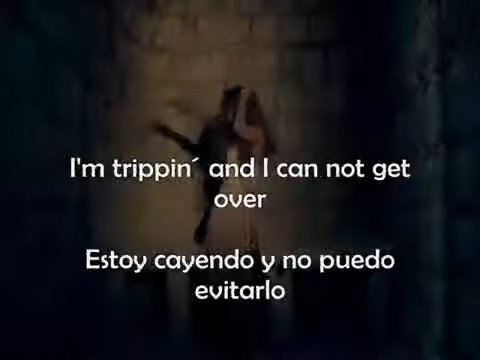 I'm trippin´ and I can not get
over
Estoy cayendo y no puedo
evitarlo